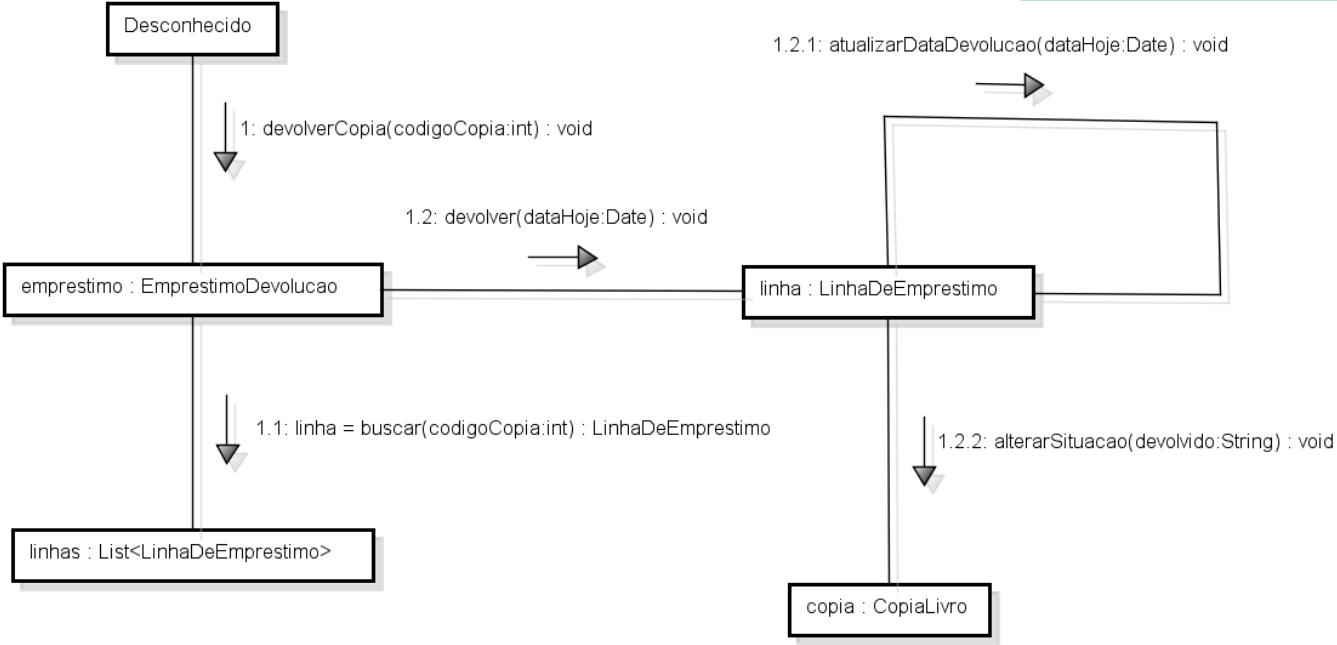 Desconhecido
1.2.1: atualizarDataDevolucao(dataHoje:Date) : void
1: devolverCopia(codigoCopia:int) : void
1.2: devolver(dataHoje:Date) : void
emprestimo : EmprestimoDevolucao
linha : LinhaDeEmprestimo
1.1: linha = buscar(codigoCopia:int) : LinhaDeEmprestimo
1.2.2: alterarSituacao(devolvido:String) : void
linhas : List<LinhaDeEmprestimo>
copia : CopiaLivro